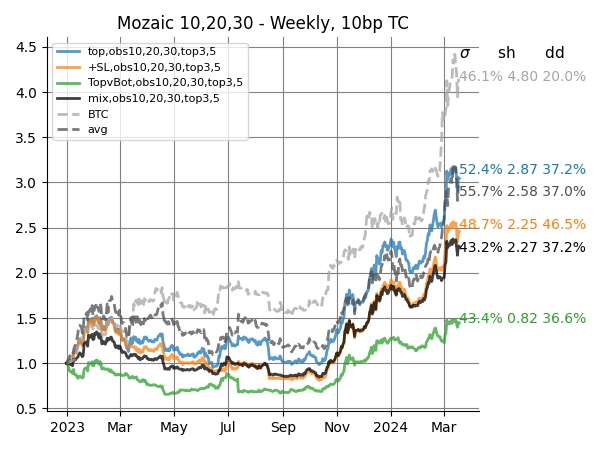 Mozaic 10,20,30 - Weekly, 10bp TC
top,obs10,20,30,top3,5
+SL,obs10,20,30,top3,5
TopvBot,obs10,20,30,top3,5
mix,obs10,20,30,top3,5
BTC
avg
σ sh dd
46.1% 4.80 20.0%
52.4% 2.87 37.2%
55.7% 2.58 37.0%
48.7% 2.25 46.5%
43.2% 2.27 37.2%
43.4% 0.82 36.6%
4.5
4.0
3.5
3.0
2.5
2.0
1.5
1.0
0.5
2023 Mar May Jul Sep Nov 2024 Mar